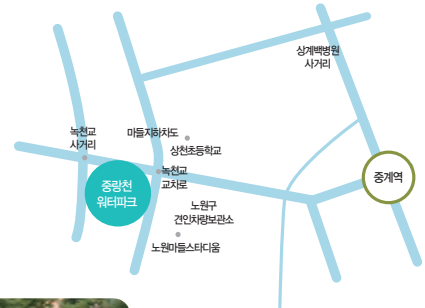 상계백병원
사거리
녹천교
사거리
마들지하차도
상천초등학교
녹천교
교차로
중랑천
워터파크
중계역
노원구
견인차량보관소
노원마들스타디움